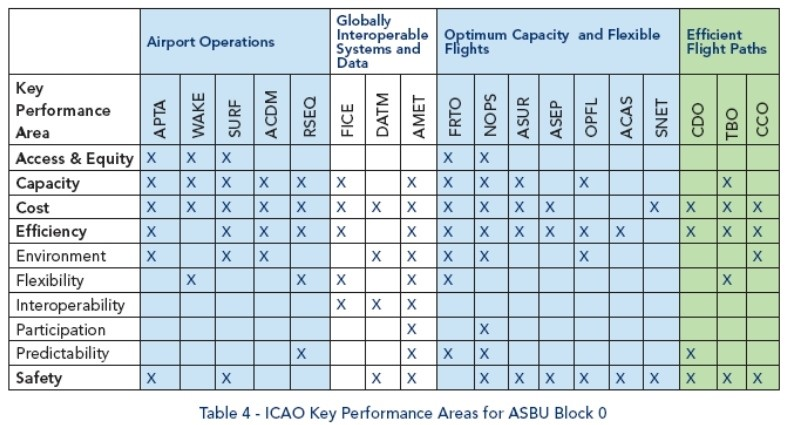 Airport Operations
Globally
Interoperable
Systems and
Data
Optimum Capacity and Flexible
Flights
Efficient
Flight Paths
Key
Performance
Area
APTA WAKE SURF ACDM RSEQ FICE DATM AMET FRTO NOPS ASUR ASEP OPFL ACAS SNET CDO TBO CCO
Access & Equity X X X X X
Capacity X X X X X X X X X X X X
Cost X X X X X X X X X X X X X X X X
Efficiency X X X X X X X X X X X X X X X
Environment X X X X X X X X X
Flexibility X X X X X X
Interoperability X X X
Participation X X
Predictability X X X X X
Safety X X X X X X X X X X X X X
Table 4 - ICAO Key Performance Areas for ASBU Block 0